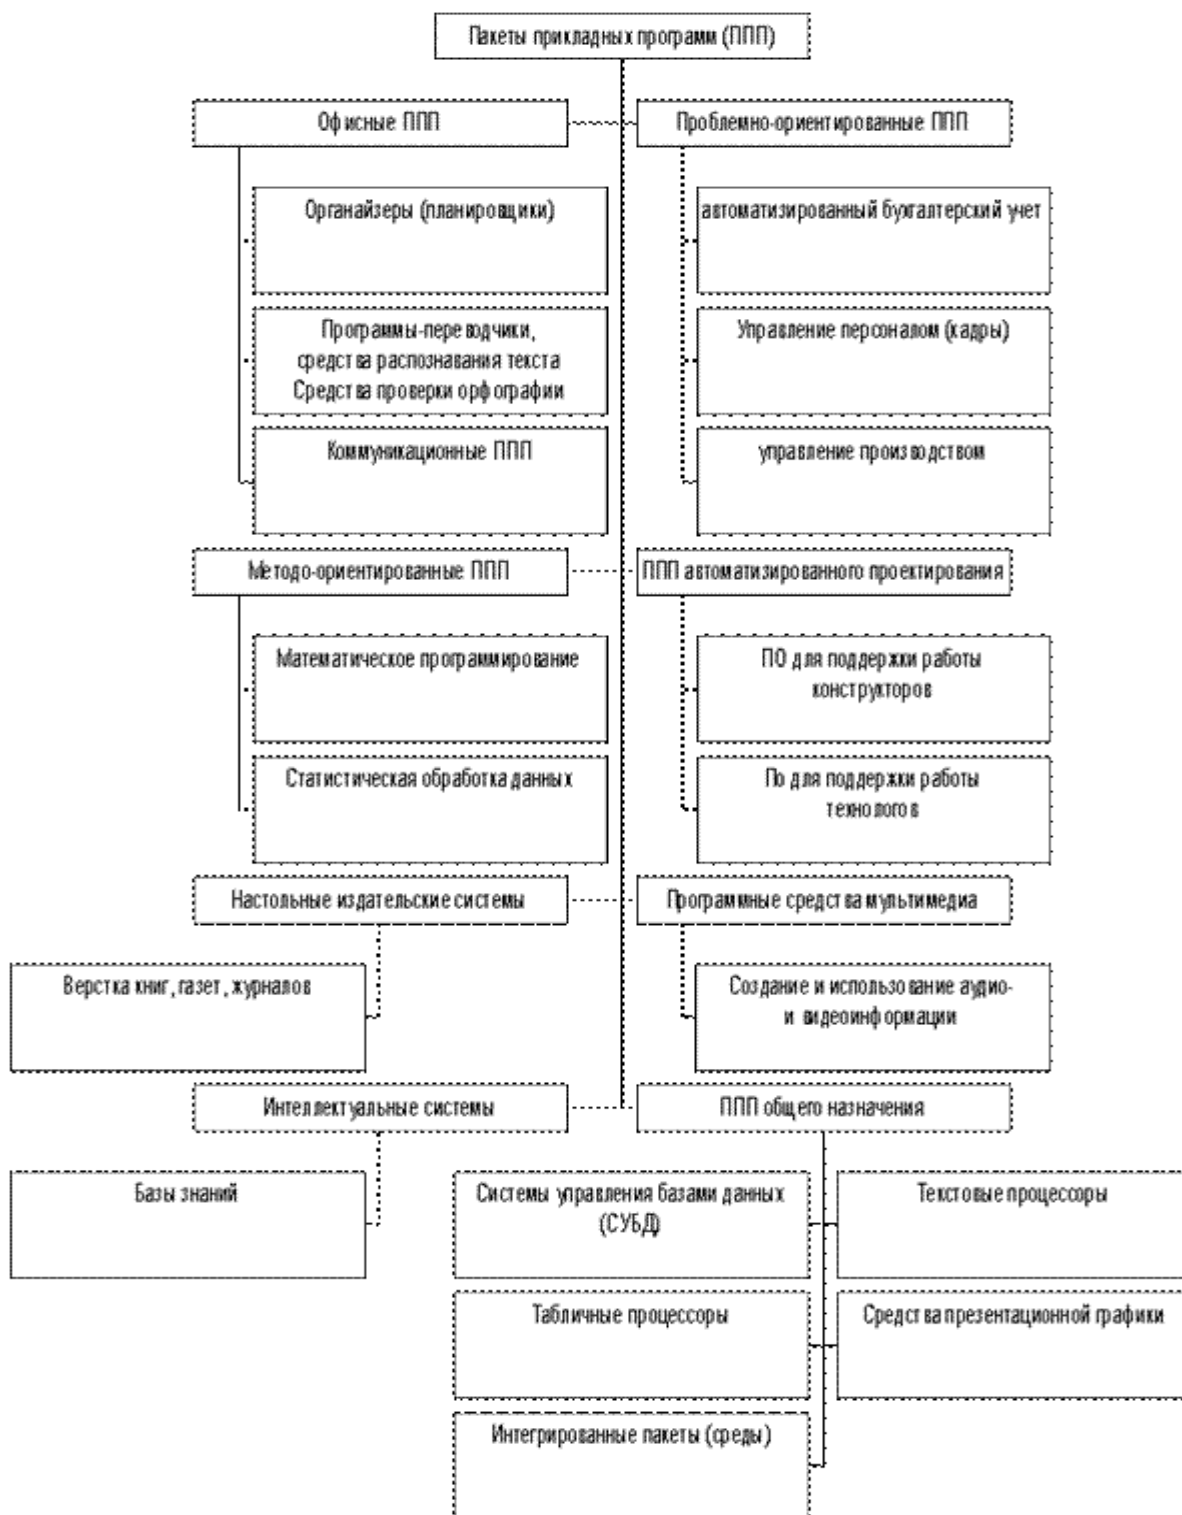 Пакеты прикладных программ (ППП)
Офисные ППП
Проблемно-ориентированные ППП
Органайзеры (планировщики)
автоматизированный бухгалтерский учет
Программы-переводчики,
средства распознавания текста
Средства проверки орфографии
Управление персоналом (кадры)
Коммуникационные ППП
управление производством
Методо-ориентированные ППП
ППП автоматизированного проектирования
Математическое программирование
ПО для поддержки работы
конструкторов
Статистическая обработка данных
По для поддержки работы
технологов
Настольные издательские системы
Программные средства мультимедиа
Верстка книг, газет, журналов
Создание и использование аудио-
и видеоинформации
Интеллектуальные системы
ППП общего назначения
Базы знаний
Системы управления базами данных
(СУБД)
Текстовые процессоры
Табличные процессоры
Средства презентационной графики
Интегрированные пакеты (среды)